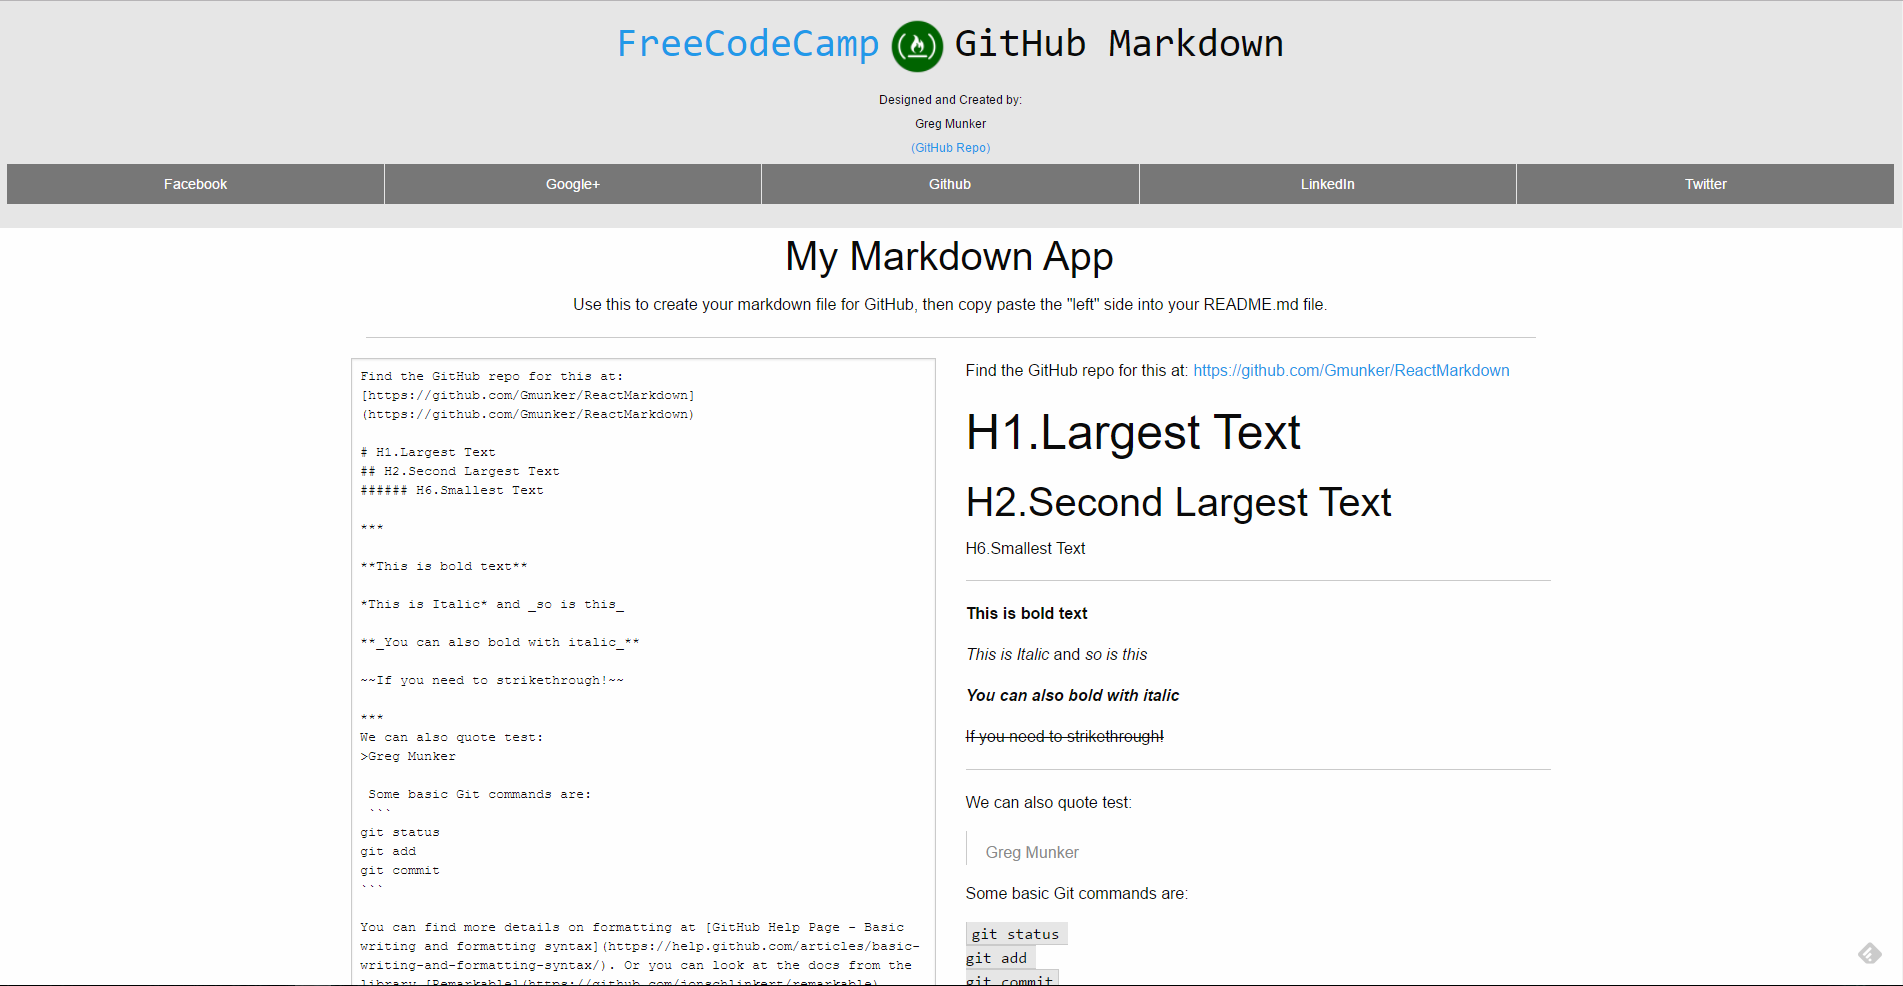 FreeCodeCamp GitHub Markdown
Designed and Created by:
Greg Munker
(GitHub Repo)
Facebook Google+ Github LinkedIn Twitter
My Markdown App
Use this to create your markdown file for GitHub, then copy paste the "left" side into your README.md file.
Find the GitHub repo for this at:
[https://github.com/Gmunker/ReactMarkdown]
(https://github.com/Gmunker/ReactMarkdown)
# H1.Largest Text
## H2.Second Largest Text
###### H6.Smallest Text
***
**This is bold text**
*This is Italic* and _so is this_
**_You can also bold with italic_**
~~If you need to strikethrough!~~
***
We can also quote test:
>Greg Munker
Some basic Git commands are:
```
git status
git add
git commit
```
You can find more details on formatting at [GitHub Help Page - Basic
writing and formatting syntax](https://help.github.com/articles/basic-
writing-and-formatting-syntax/). Or you can look at the docs from the
library [Remarkable](https://github.com/jonschlinkert/remarkable)
Find the GitHub repo for this at: https://github.com/Gmunker/ReactMarkdown
H1.Largest Text
H2.Second Largest Text
H6.Smallest Text
This is bold text
This is Italic and so is this
You can also bold with italic
If you need to strikethrough!
We can also quote test:
Greg Munker
Some basic Git commands are:
git status
git add
git commit